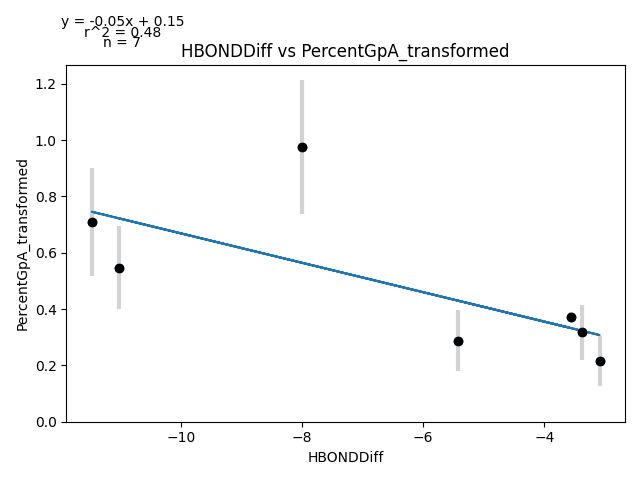 y = -0.05x + 0.15
r^2 = 0.48
n = 7
HBONDDiff vs PercentGpA_transformed
PercentGpA_transformed
1.2
1.0
0.8
0.6
0.4
0.2
0.0
−10
−8
−6
−4
HBONDDiff